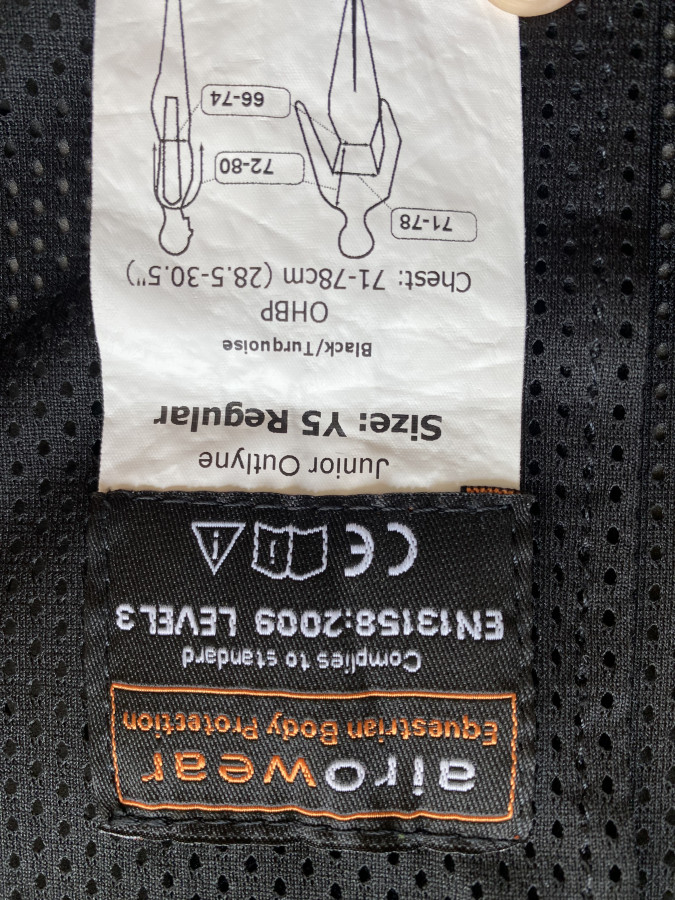 airowear
Equestrian Body Protection
Complies to standard
EN13158:2009 LEVEL3
CE i i
Junior Outlyne
Size: Y5 Regular
Black/Turquoise
OHBP
Chest: 71-78cm (28.5-30.5")
71-78
72-80
66-74